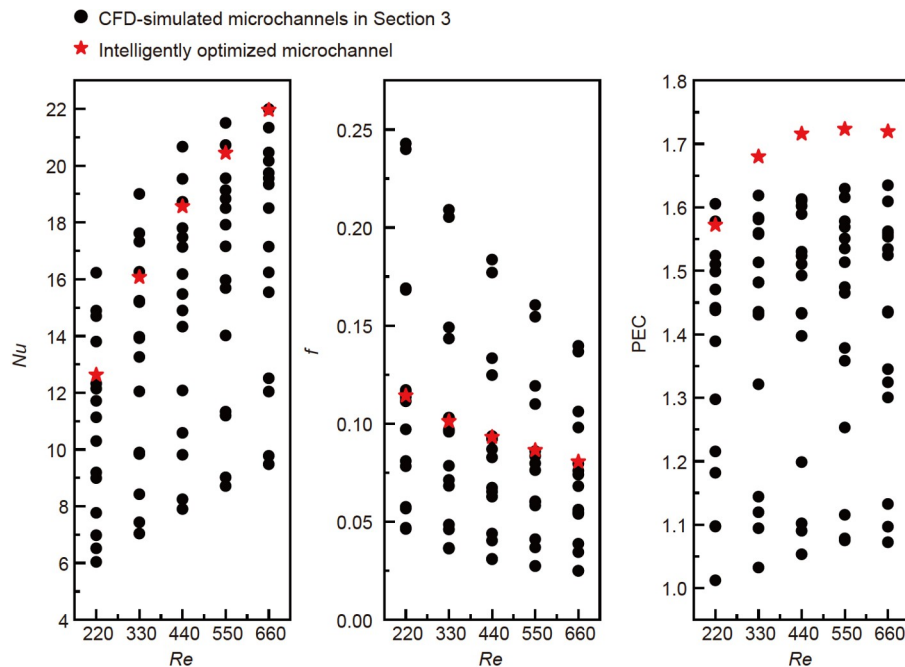 CFD-simulated microchannels in Section 3
Intelligently optimized microchannel
Nu
22
20
18
16
14
12
10
8
6
4
220 330 440 550 660
Re
f
0.25
0.20
0.15
0.10
0.05
0.00
220 330 440 550 660
Re
PEC
1.8
1.7
1.6
1.5
1.4
1.3
1.2
1.1
1.0
220 330 440 550 660
Re